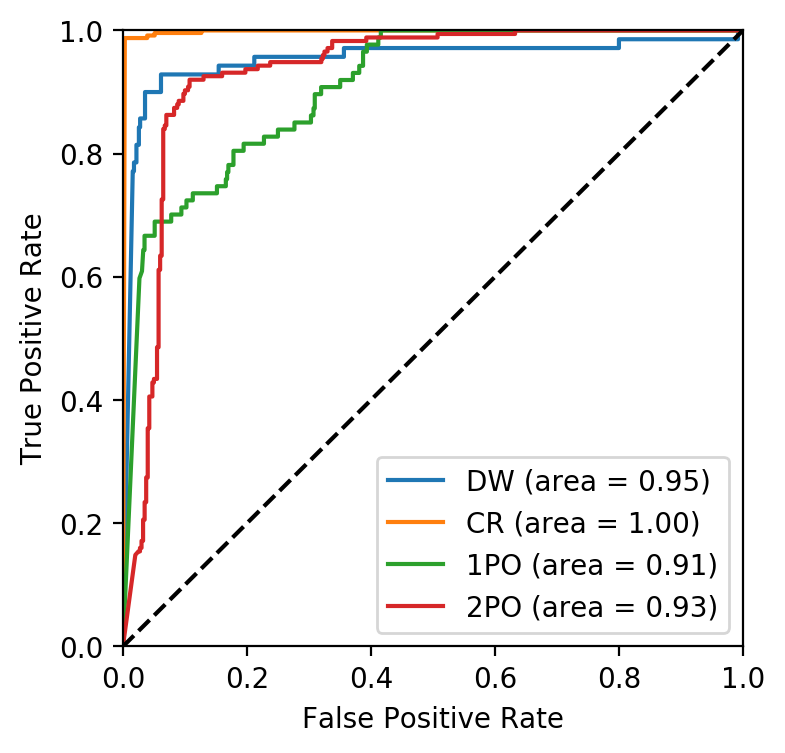 1.0
0.8
0.6
0.4
0.2
0.0
True Positive Rate
DW (area = 0.95)
CR (area = 1.00)
1PO (area = 0.91)
2PO (area = 0.93)
0.0 0.2 0.4 0.6 0.8 1.0
False Positive Rate